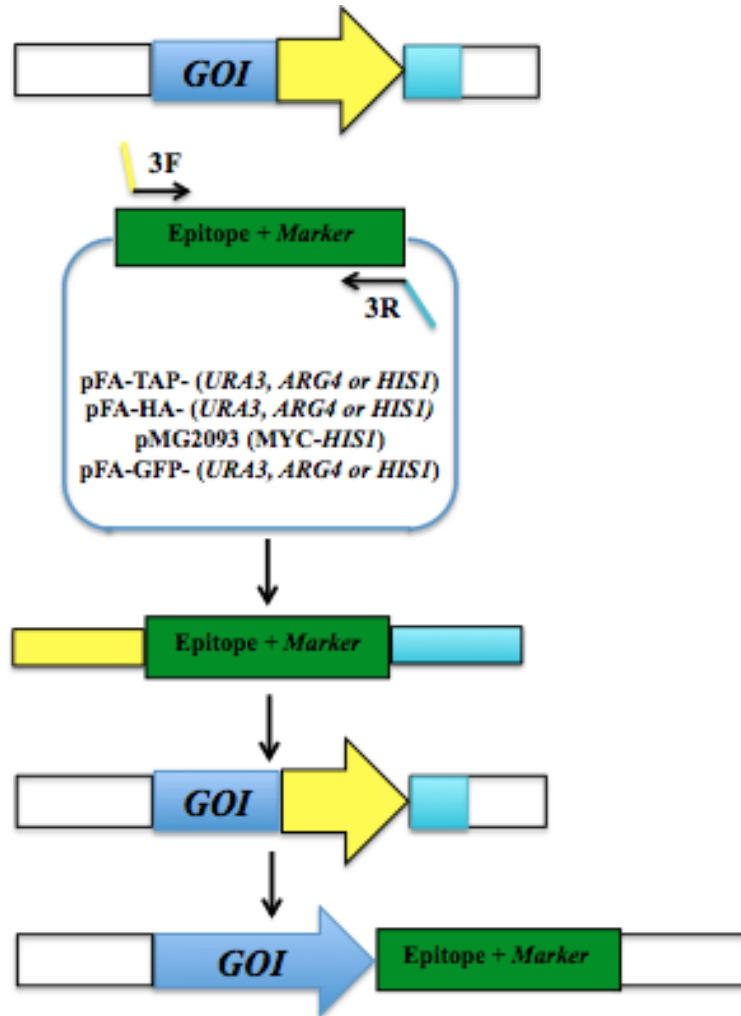 GOI
3F
Epitope + Marker
3R
pFA-TAP- (URA3, ARG4 or HIS1)
pFA-HA- (URA3, ARG4 or HIS1)
pMG2093 (MYC-HIS1)
pFA-GFP- (URA3, ARG4 or HIS1)
Epitope + Marker
GOI
GOI
Epitope + Marker